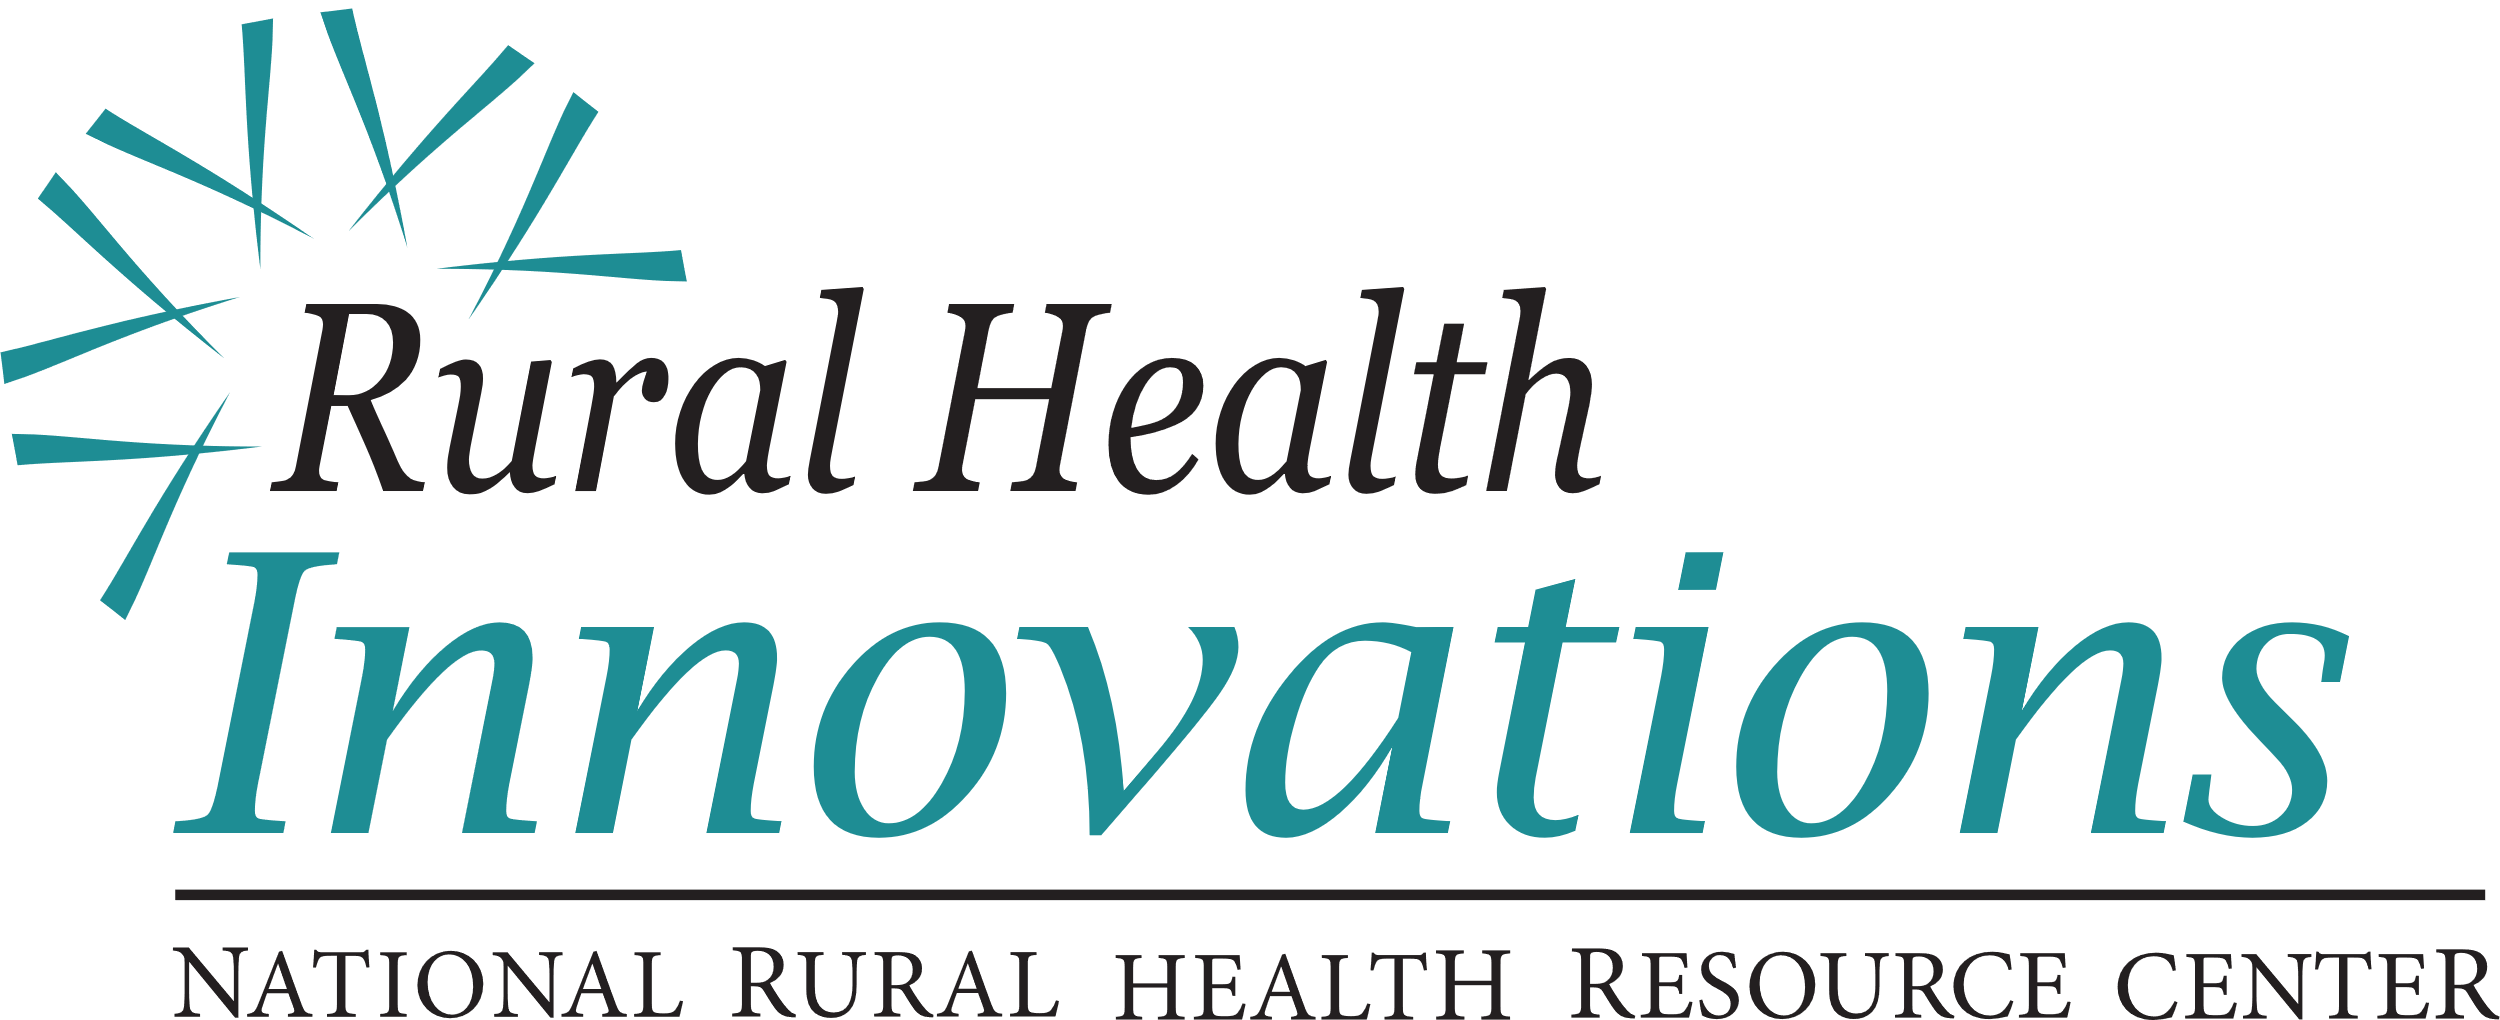 Rural Health
Innovations
NATIONAL RURAL HEALTH RESOURCE CENTER